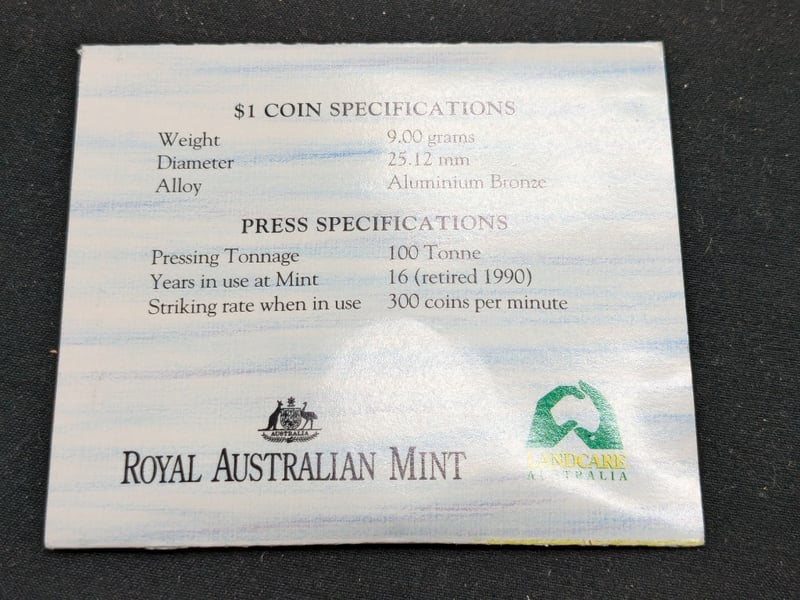 $1 COIN SPECIFICATIONS
Weight 9.00 grams
Diameter 25.12 mm
Alloy Aluminium Bronze
PRESS SPECIFICATIONS
Pressing Tonnage 100 Tonne
Years in use at Mint 16 (retired 1990)
Striking rate when in use 300 coins per minute
AUSTRALIA
ROYAL AUSTRALIAN MINT
LANDCARE
AUSTRALIA